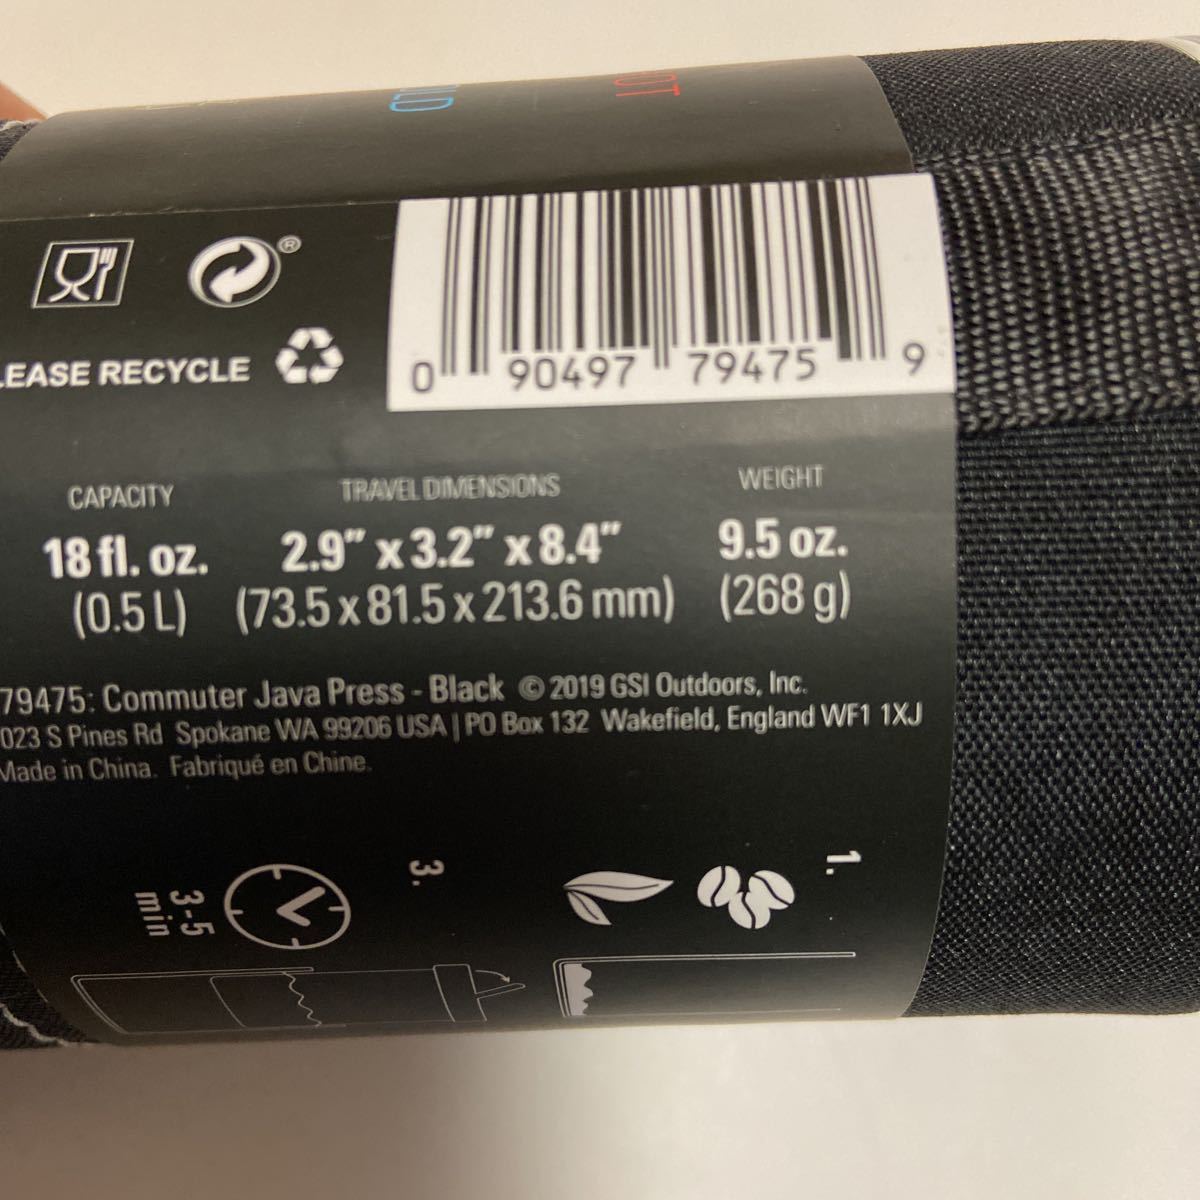 ®
LEASE RECYCLE
0 90497 79475 9
CAPACITY TRAVEL DIMENSIONS WEIGHT
18 fl. oz. 2.9" x 3.2" x 8.4" 9.5 oz.
(0.5 L) (73.5 x 81.5 x 213.6 mm) (268 g)
79475: Commuter Java Press - Black © 2019 GSI Outdoors, Inc.
023 S Pines Rd Spokane WA 99206 USA | PO Box 132 Wakefield, England WF1 1XJ
Made in China. Fabriqué en Chine.
1.
3.
3-5
min